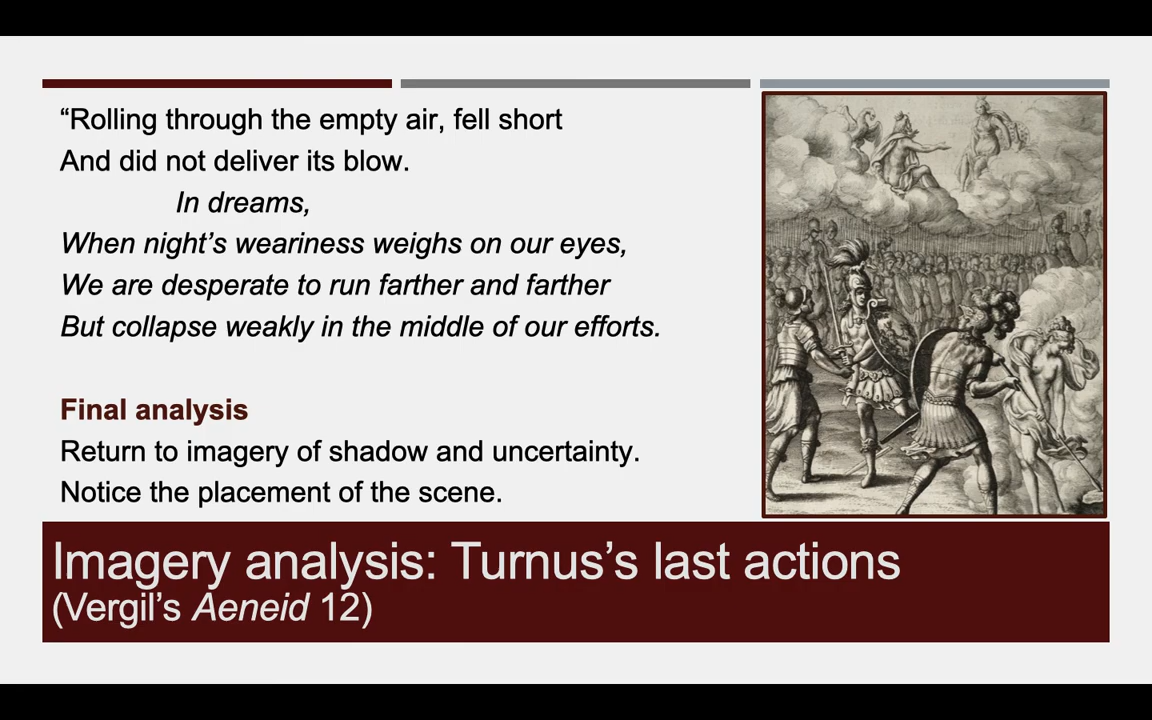 “Rolling through the empty air, fell short
And did not deliver its blow.
In dreams,
When night’s weariness weighs on our eyes,
We are desperate to run farther and farther
But collapse weakly in the middle of our efforts.
Final analysis
Return to imagery of shadow and uncertainty.
Notice the placement of the scene.
Imagery analysis: Turnus’s last actions
(Vergil’s Aeneid 12)